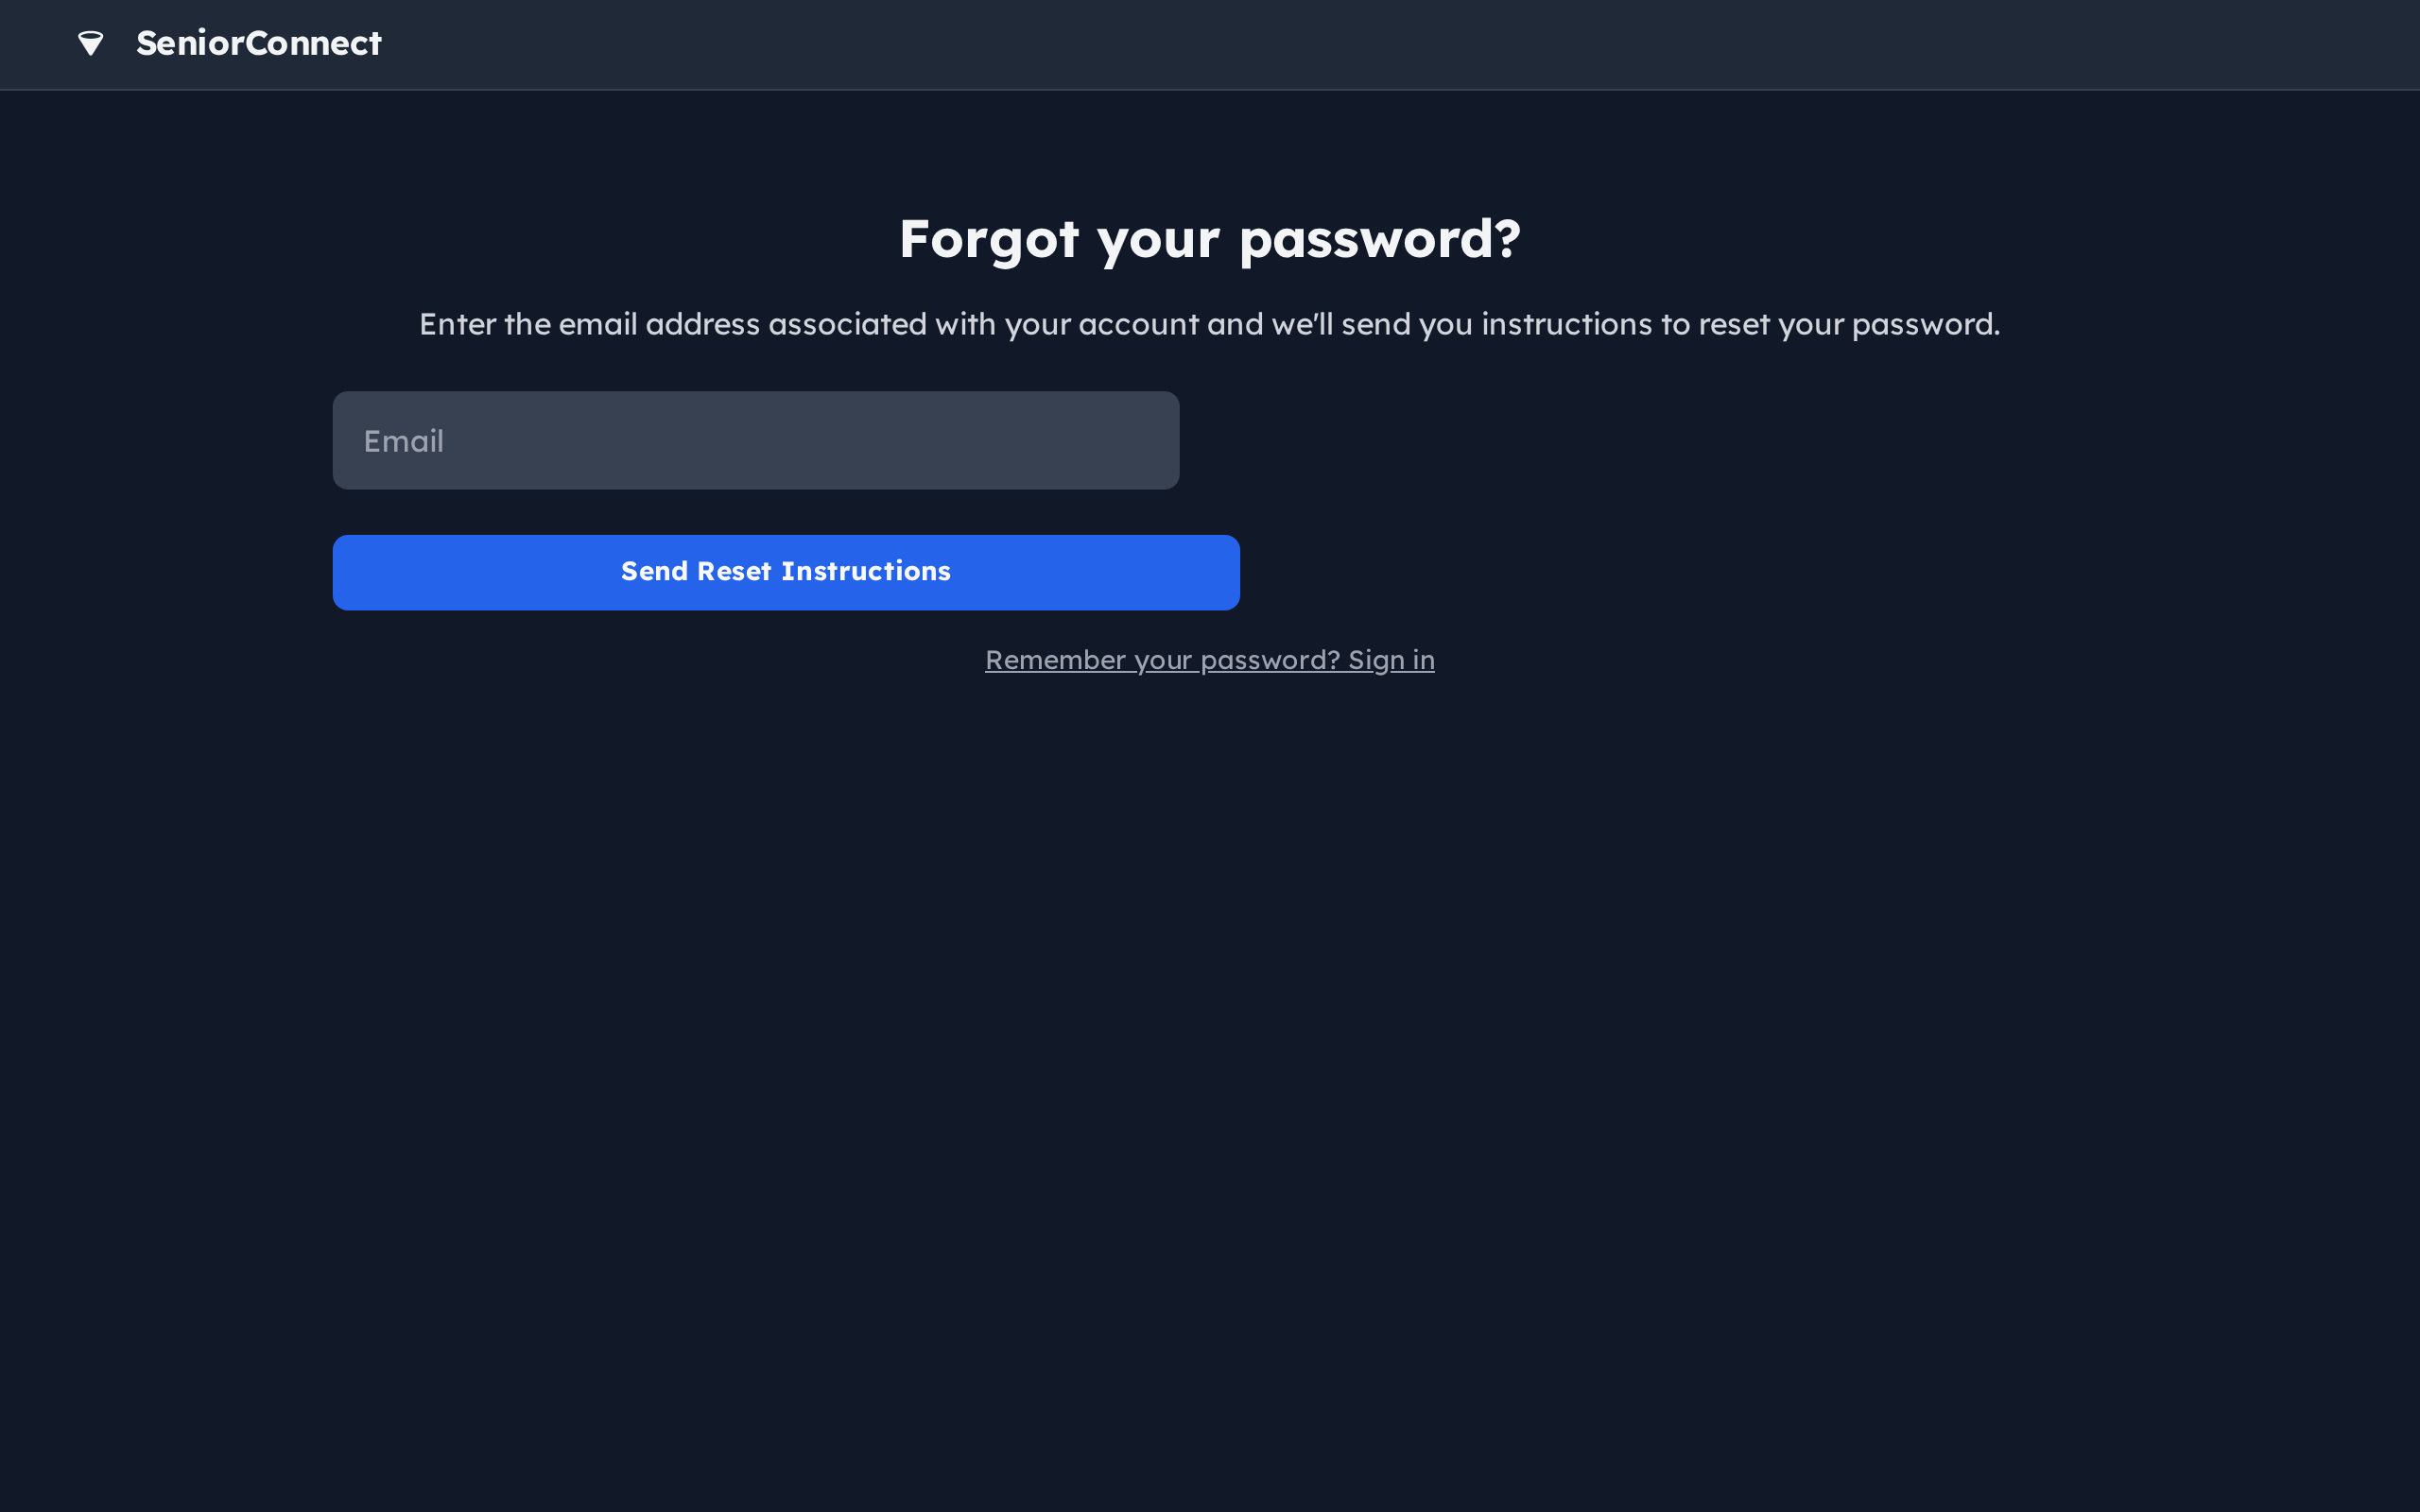 SeniorConnect
Forgot your password?
Enter the email address associated with your account and we'll send you instructions to reset your password.
Email
Send Reset Instructions
Remember your password? Sign in